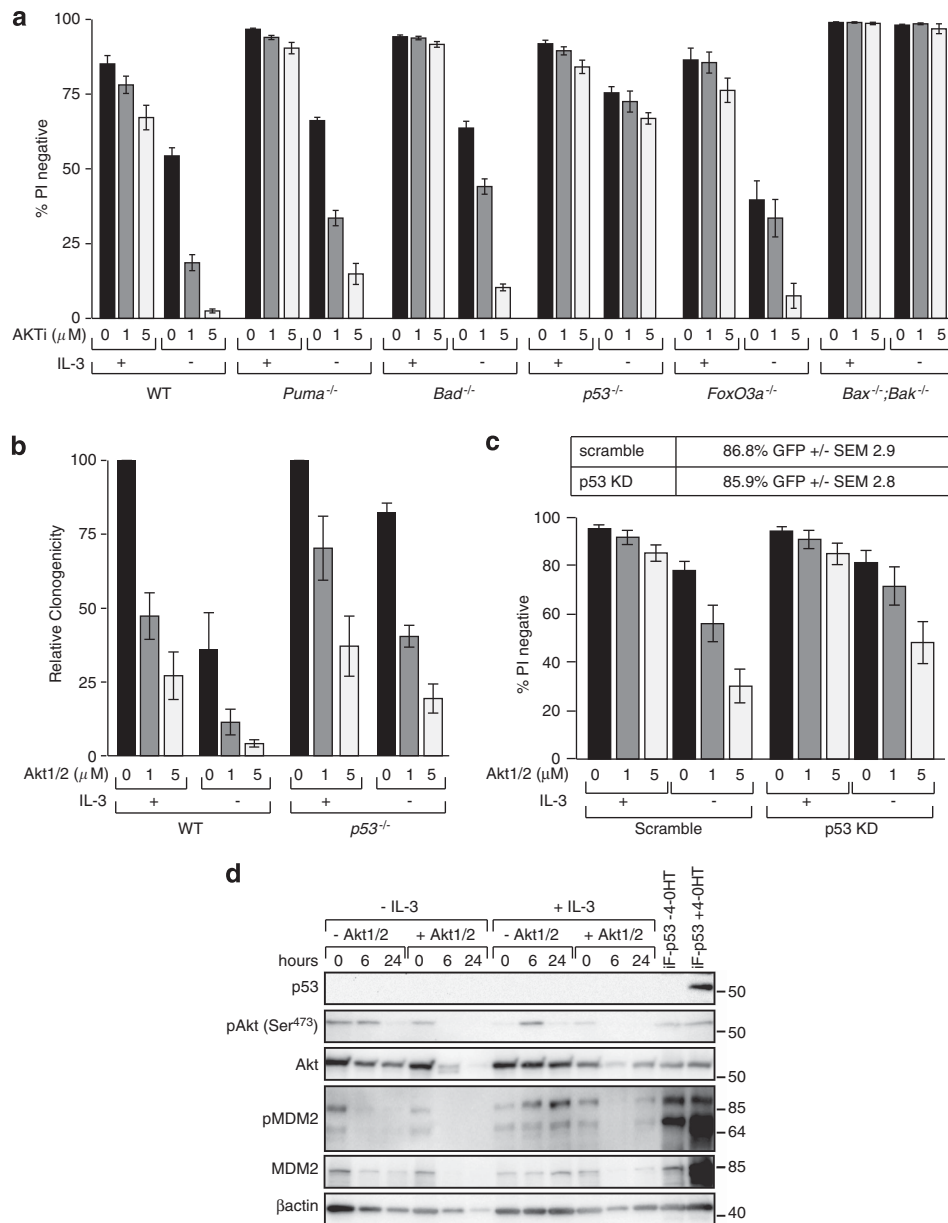 a
% PI negative
100
75
50
25
0
AKTi (μM) 0 1 5 0 1 5 0 1 5 0 1 5 0 1 5 0 1 5 0 1 5 0 1 5 0 1 5 0 1 5 0 1 5 0 1 5
IL-3 + - + - + - + - + - + -
WT Puma-/- Bad-/- p53-/- FoxO3a-/- Bax-/-;Bak-/-
b
Relative Clonogenicity
100
75
50
25
0
Akt1/2 (μM) 0 1 5 0 1 5 0 1 5 0 1 5
IL-3 + - + -
WT p53-/-
c
scramble 86.8% GFP +/- SEM 2.9
p53 KD 85.9% GFP +/- SEM 2.8
% PI negative
100
80
60
40
20
0
Akt1/2 (μM) 0 1 5 0 1 5 0 1 5 0 1 5
IL-3 + - + -
Scramble p53 KD
d
- IL-3 + IL-3 iF-p53 -4-0HT iF-p53 +4-0HT
- Akt1/2 + Akt1/2 - Akt1/2 + Akt1/2
hours 0 6 24 0 6 24 0 6 24 0 6 24
p53 50
pAkt (Ser473) 50
Akt 50
pMDM2 85
64
MDM2 85
βactin 40